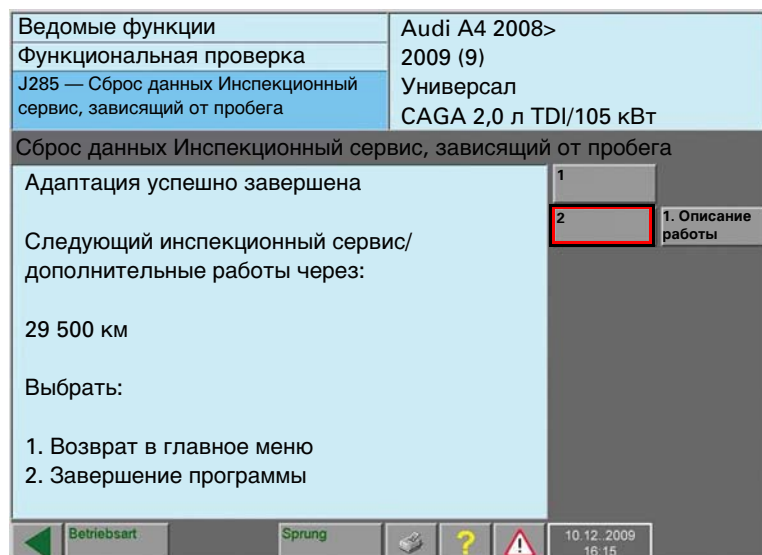 Ведомые функции
Функциональная проверка
J285 — Сброс данных Инспекционный
сервис, зависящий от пробега
Audi A4 2008>
2009 (9)
Универсал
CAGA 2,0 л TDI/105 кВт
Сброс данных Инспекционный сервис, зависящий от пробега
Адаптация успешно завершена
Следующий инспекционный сервис/
дополнительные работы через:
29 500 км
Выбрать:
1. Возврат в главное меню
2. Завершение программы
1
2
1. Описание
работы
Betriebsart
Sprung
?
!
10.12..2009
16:15